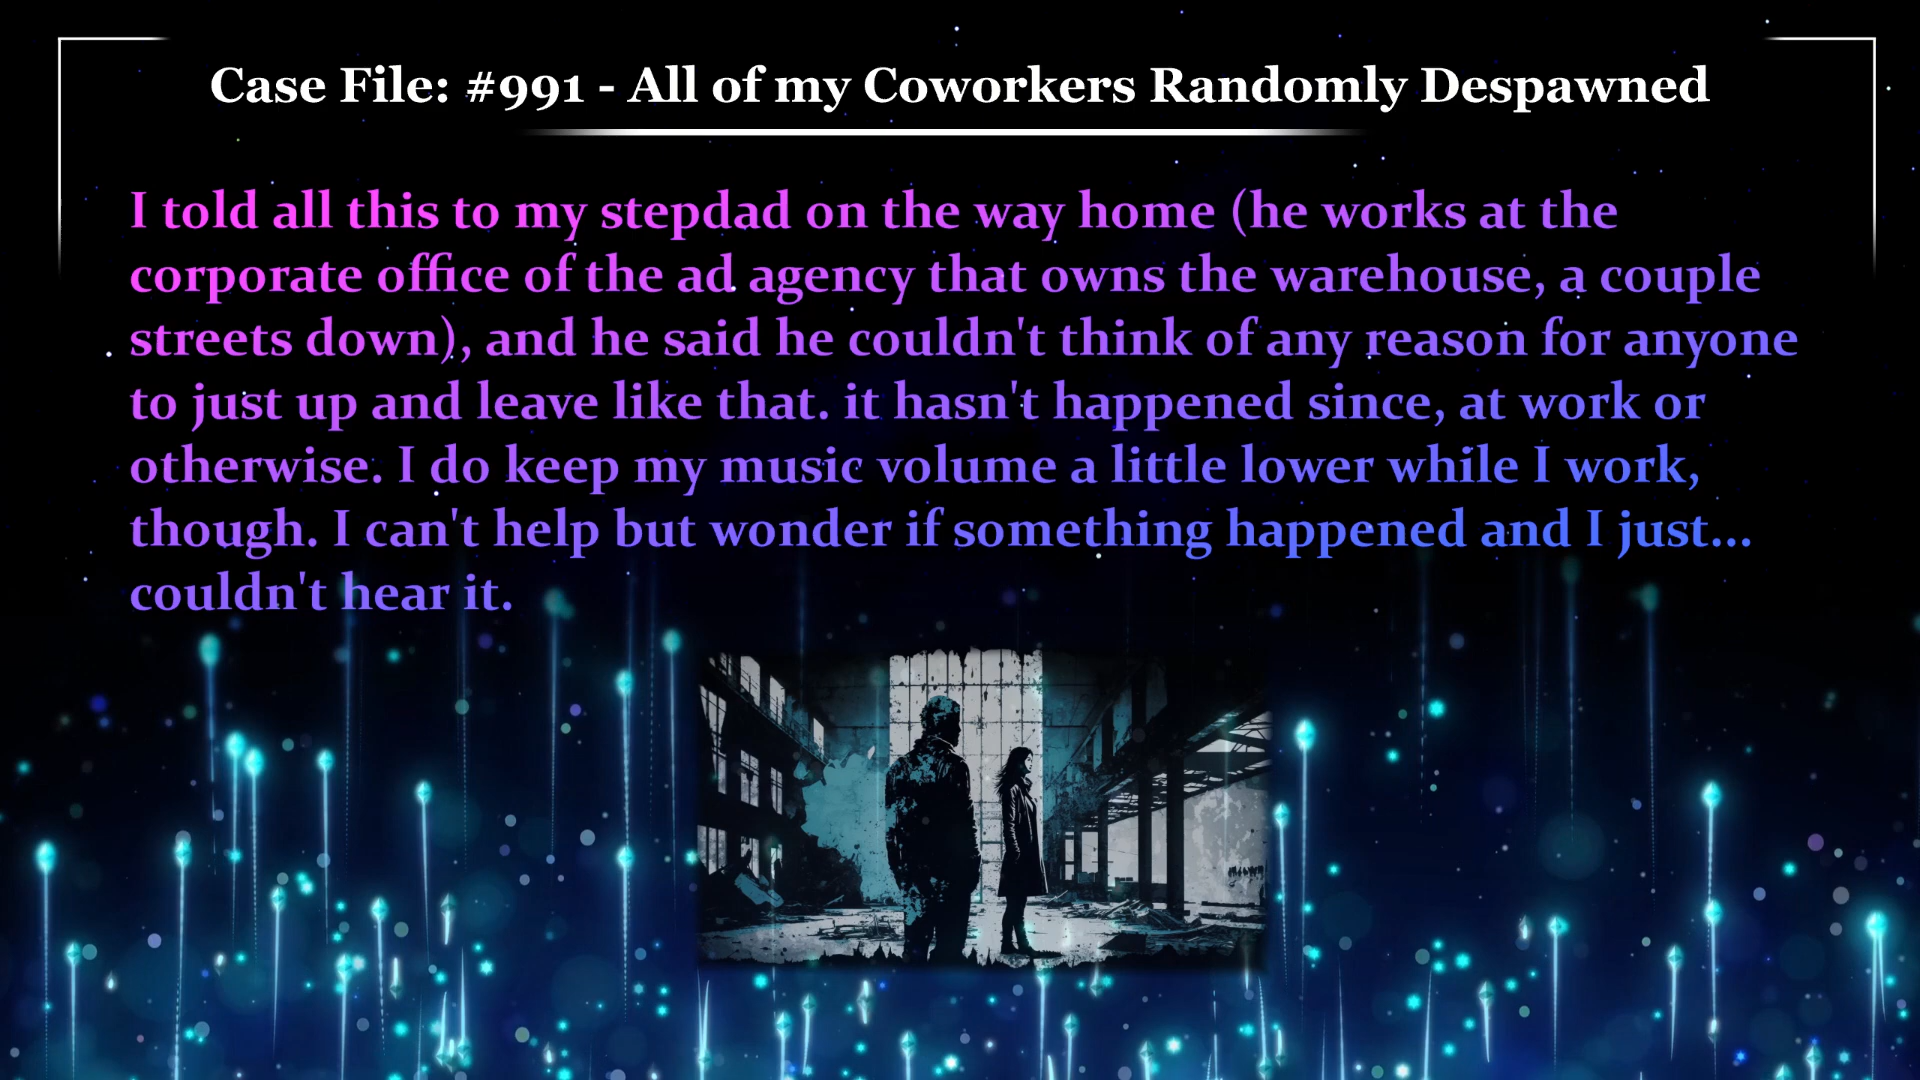 Case File: #991 - All of my Coworkers Randomly Despawned
I told all this to my stepdad on the way home (he works at the
corporate office of the ad agency that owns the warehouse, a couple
streets down), and he said he couldn't think of any reason for anyone
to just up and leave like that. it hasn't happened since, at work or
otherwise. I do keep my music volume a little lower while I work,
though. I can't help but wonder if something happened and I just...
couldn't hear it.